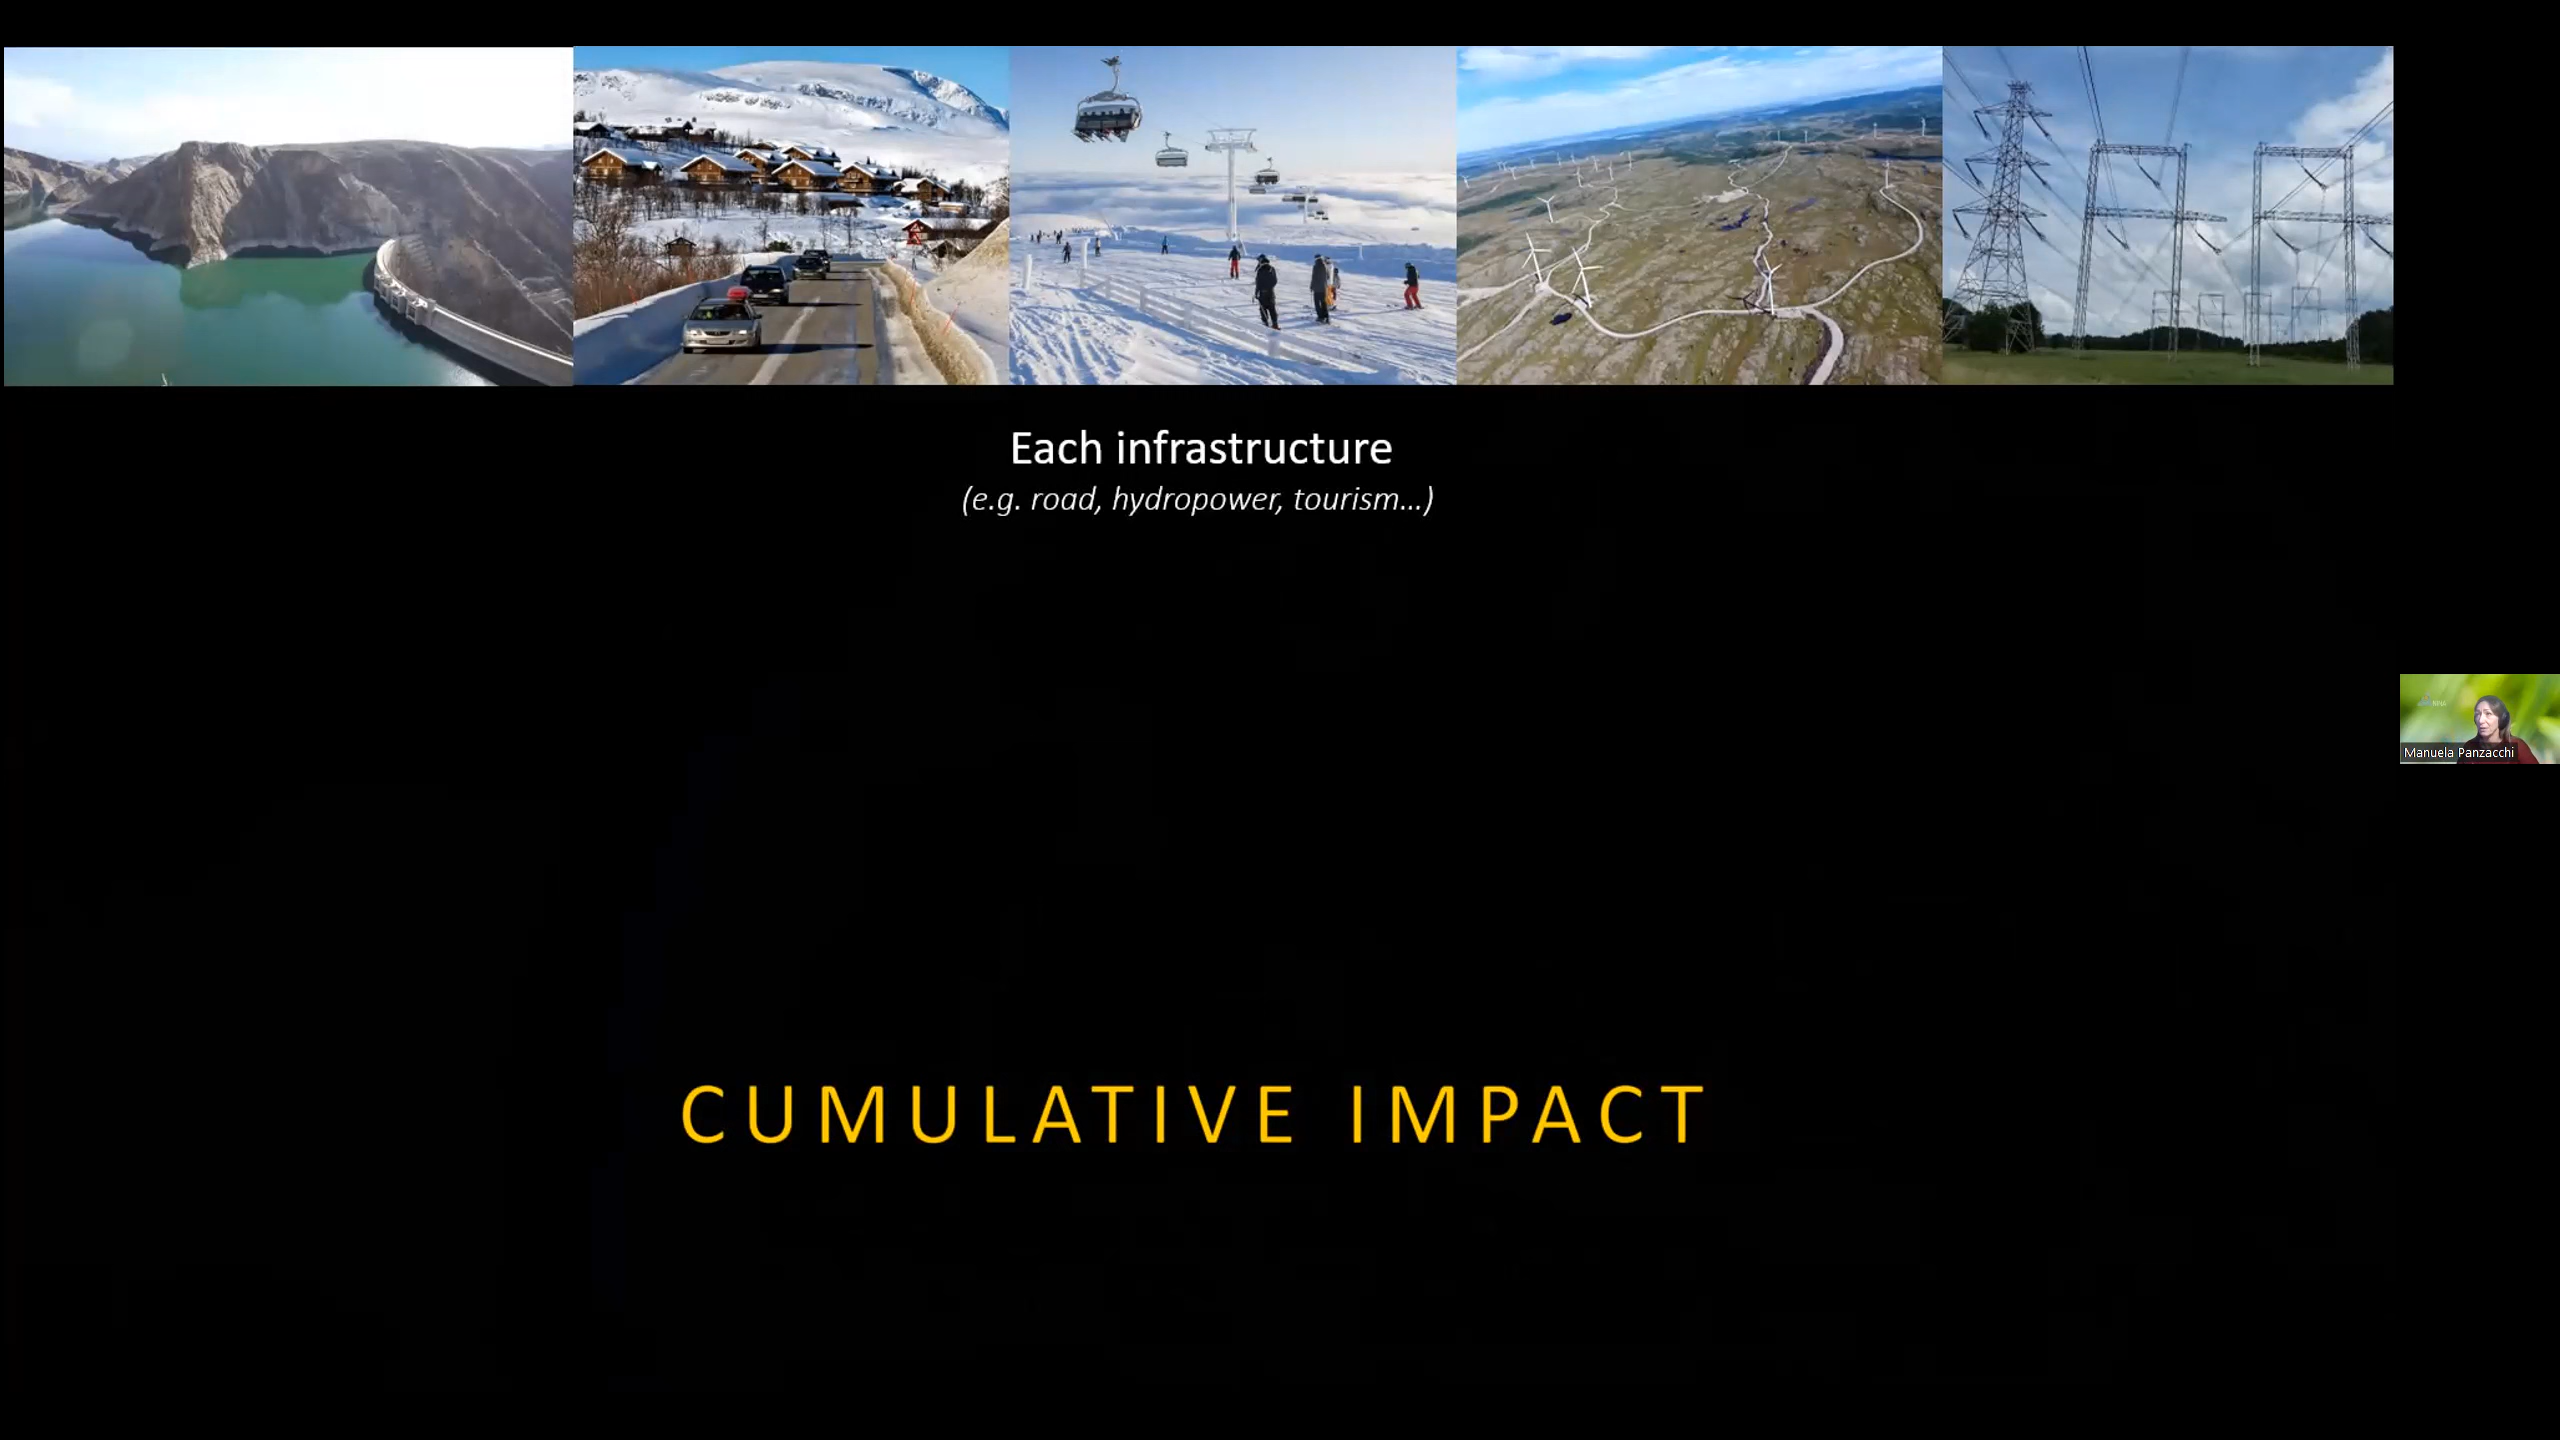 Each infrastructure
(e.g. road, hydropower, tourism...)
Manuela Panzacchi
CUMULATIVE IMPACT